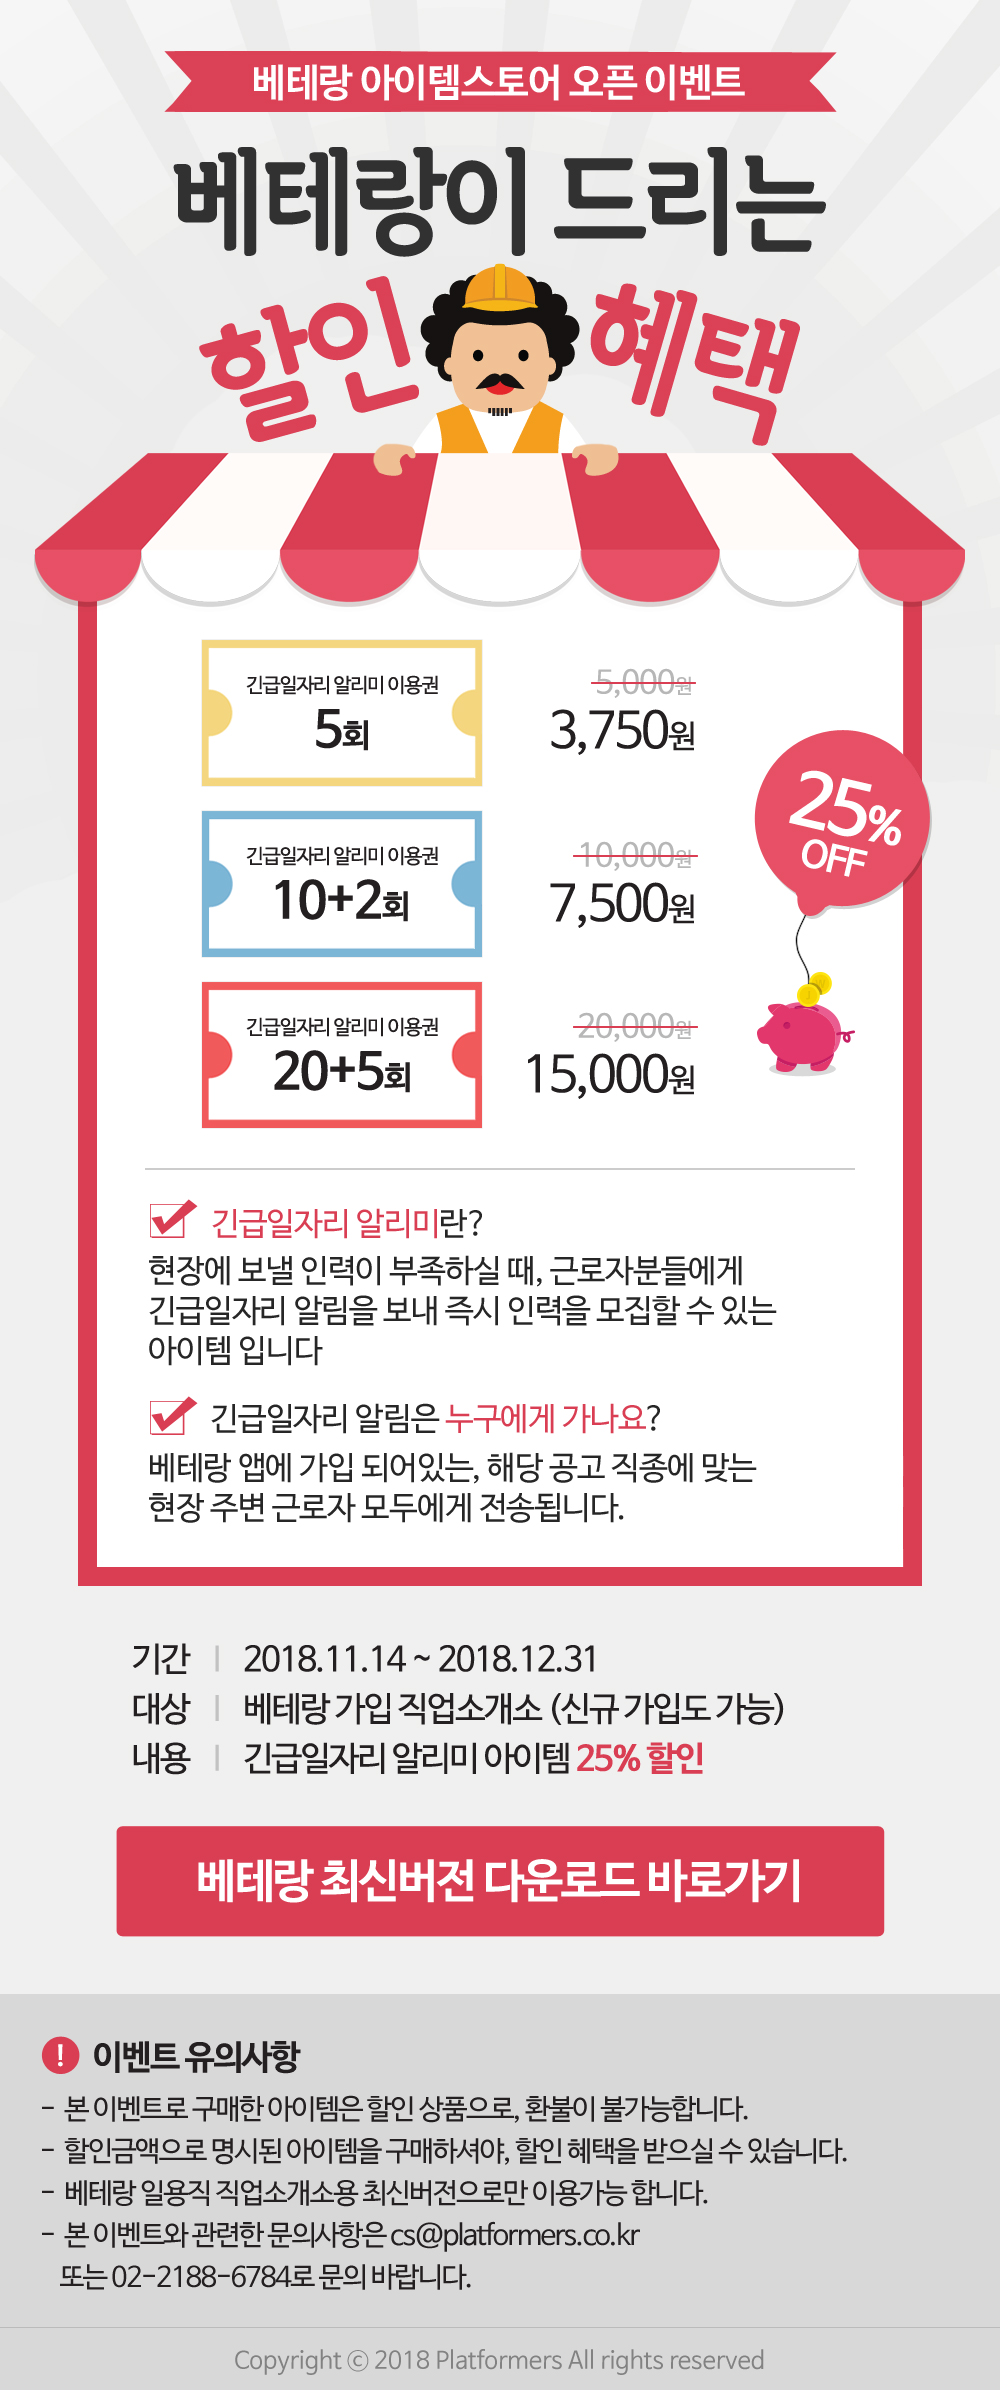 베테랑 아이템스토어 오픈 이벤트
베테랑이 드리는
할인 혜택
긴급일자리 알리미 이용권
5회
5,000원
3,750원
긴급일자리 알리미 이용권
10+2회
10,000원
7,500원
25%
OFF
긴급일자리 알리미 이용권
20+5회
20,000원
15,000원
긴급일자리 알리미란?
현장에 보낼 인력이 부족하실 때, 근로자분들에게
긴급일자리 알림을 보내 즉시 인력을 모집할 수 있는
아이템 입니다
긴급일자리 알림은 누구에게 가나요?
베테랑 앱에 가입 되어있는, 해당 공고 직종에 맞는
현장 주변 근로자 모두에게 전송됩니다.
기간 | 2018.11.14 ~ 2018.12.31
대상 | 베테랑 가입 직업소개소 (신규 가입도 가능)
내용 | 긴급일자리 알리미 아이템 25% 할인
베테랑 최신버전 다운로드 바로가기
! 이벤트 유의사항
- 본 이벤트로 구매한 아이템은 할인 상품으로, 환불이 불가능합니다.
- 할인금액으로 명시된 아이템을 구매하셔야, 할인 혜택을 받으실 수 있습니다.
- 베테랑 일용직 직업소개소용 최신버전으로만 이용가능 합니다.
- 본 이벤트와 관련한 문의사항은 cs@platformers.co.kr
또는 02-2188-6784로 문의 바랍니다.
Copyright ⓒ 2018 Platformers All rights reserved